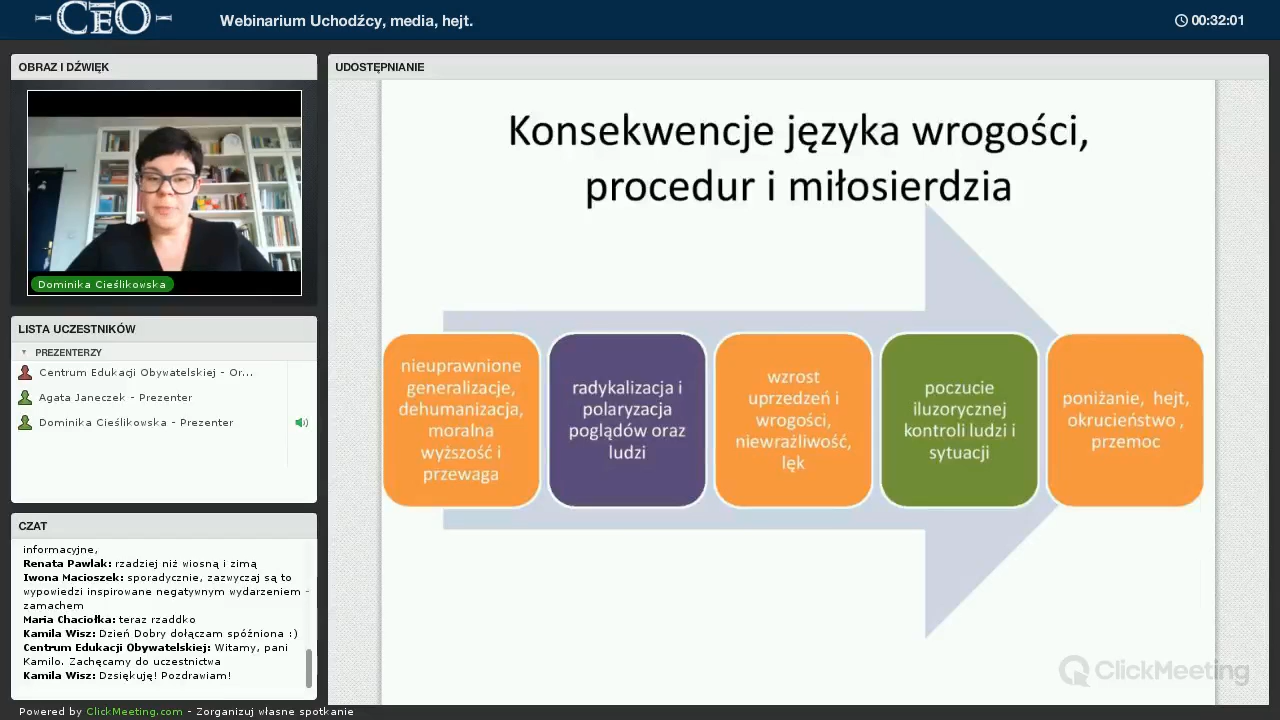 CEO
Webinarium Uchodźcy, media, hejt.
00:32:01
OBRAZ I DŹWIĘK
Dominika Cieślikowska
LISTA UCZESTNIKÓW
PREZENTERZY
Centrum Edukacji Obywatelskiej - Or...
Agata Janeczek - Prezenter
Dominika Cieślikowska - Prezenter
CZAT
informacyjne,
Renata Pawlak: rzadziej niż wiosną i zimą
Iwona Macioszek: sporadycznie, zazwyczaj są to
wypowiedzi inspirowane negatywnym wydarzeniem -
zamachem
Maria Chaciołka: teraz rzaddko
Kamila Wisz: Dzień Dobry dołączam spóźniona :)
Centrum Edukacji Obywatelskiej: Witamy, pani
Kamilo. Zachęcamy do uczestnictwa
Kamila Wisz: Dzsiękuję! Pozdrawiam!
UDOSTĘPNIANIE
Konsekwencje języka wrogości,
procedur i miłosierdzia
nieuprawnione
generalizacje,
dehumanizacja,
moralna
wyższość i
przewaga
radykalizacja i
polaryzacja
poglądów oraz
ludzi
wzrost
uprzedzeń i
wrogości,
niewrażliwość,
lęk
poczucie
iluzorycznej
kontroli ludzi i
sytuacji
poniżanie, hejt,
okrucieństwo ,
przemoc
ClickMeeting
Powered by ClickMeeting.com - Zorganizuj własne spotkanie